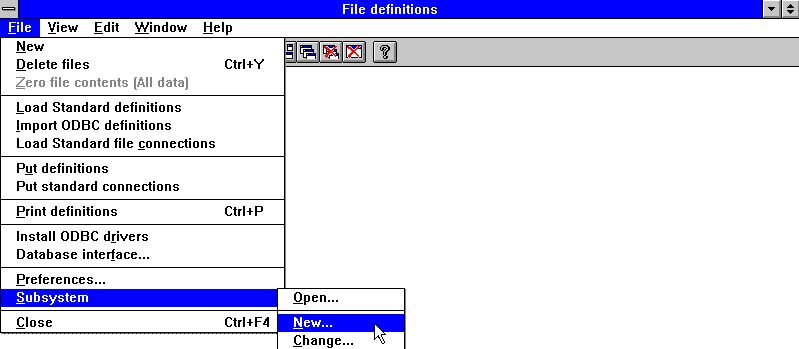 File definitions
File View Edit Window Help
New
Delete files Ctrl+Y
Zero file contents (All data)
Load Standard definitions
Import ODBC definitions
Load Standard file connections
Put definitions
Put standard connections
Print definitions Ctrl+P
Install ODBC drivers
Database interface...
Preferences...
Subsystem
Close Ctrl+F4
Open...
New...
Change...
?